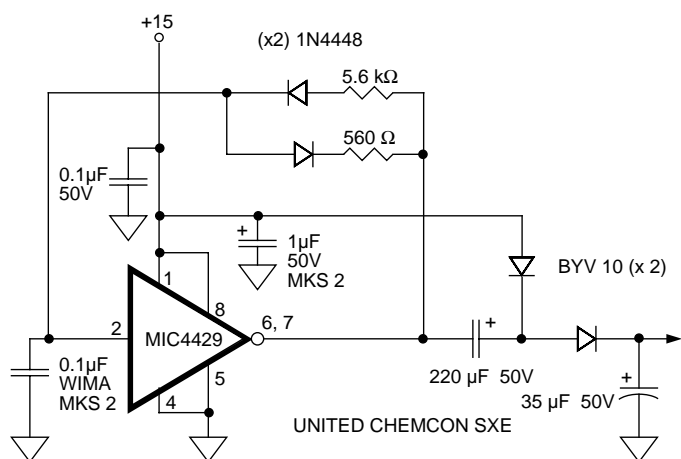 +15
(x2) 1N4448
5.6 kΩ
560 Ω
0.1µF
50V
+
1µF
50V
MKS 2
BYV 10 (x 2)
1
8
2
MIC4429
6, 7
5
4
0.1µF
WIMA
MKS 2
+
220 µF 50V
+
35 µF 50V
UNITED CHEMCON SXE